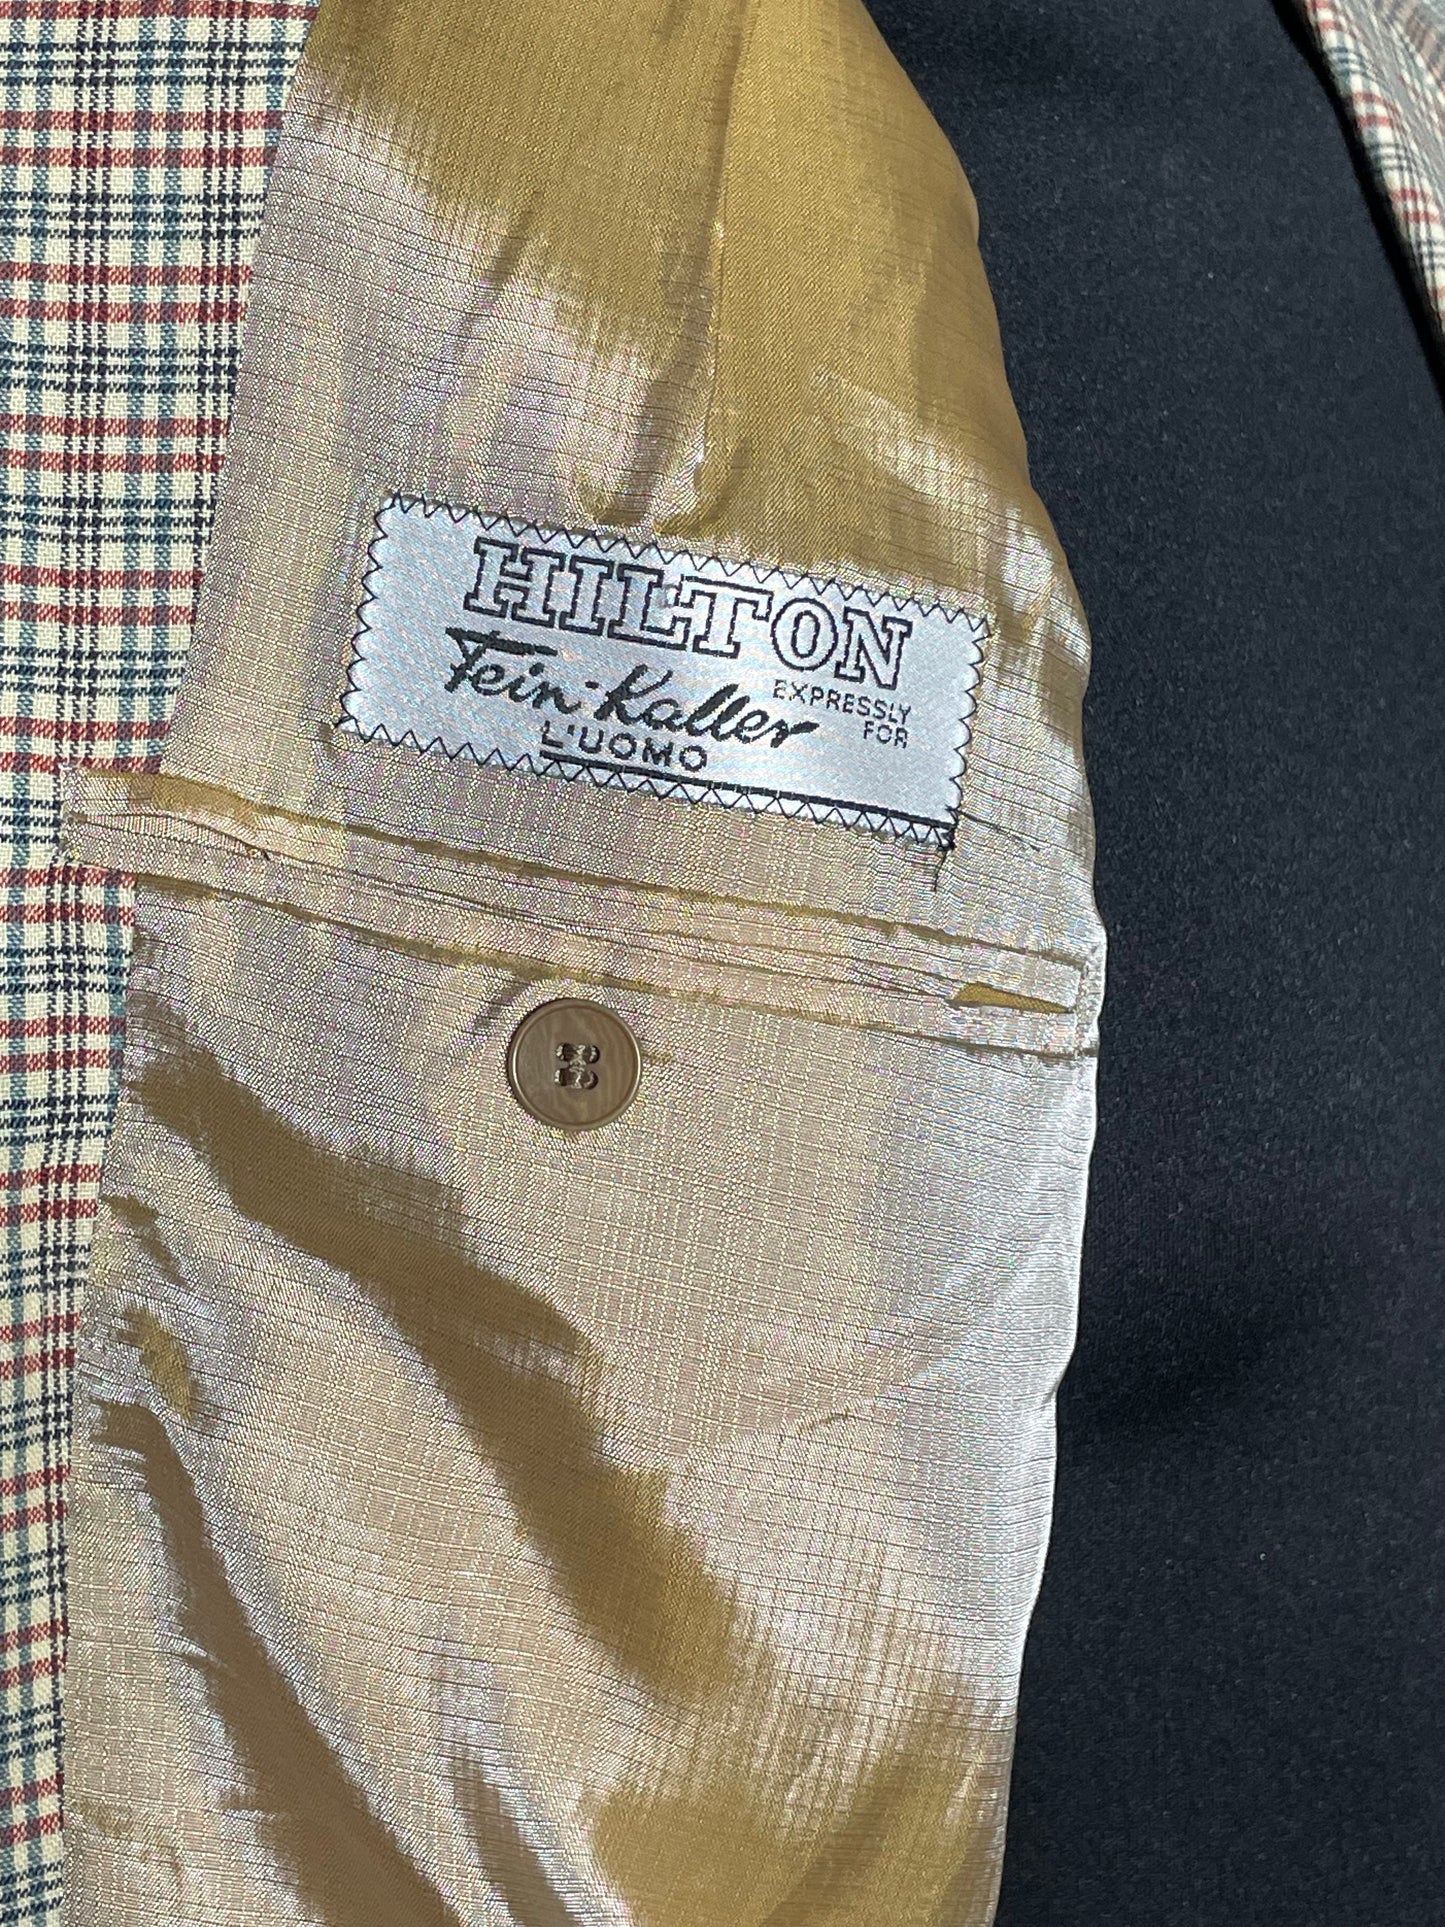 HILTON
EXPRESSLY
FOR
Fein-Kaller
L'UOMO